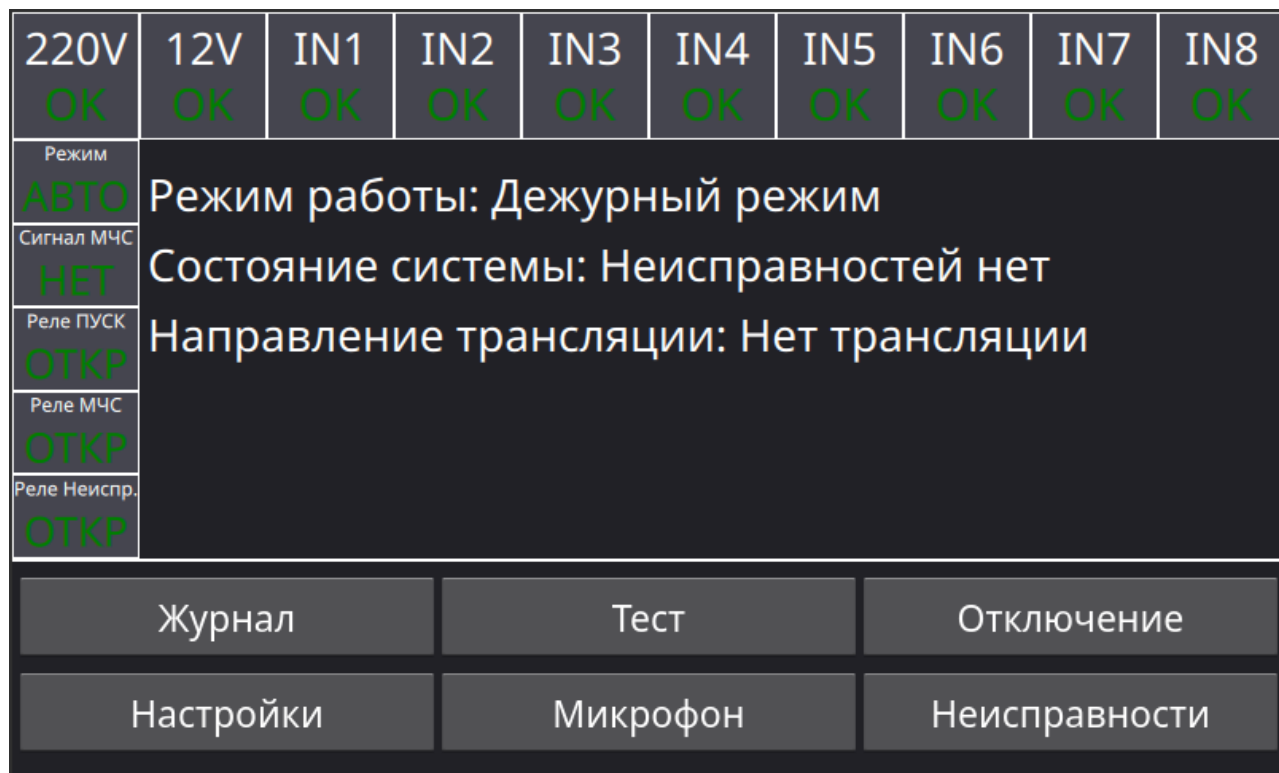 220V 12V IN1 IN2 IN3 IN4 IN5 IN6 IN7 IN8
OK OK OK OK OK OK OK OK OK OK
Режим
АВТО
Сигнал МЧС
НЕТ
Реле ПУСК
ОТКР
Реле МЧС
ОТКР
Реле Неиспр.
ОТКР
Режим работы: Дежурный режим
Состояние системы: Неисправностей нет
Направление трансляции: Нет трансляции
Журнал Тест Отключение
Настройки Микрофон Неисправности